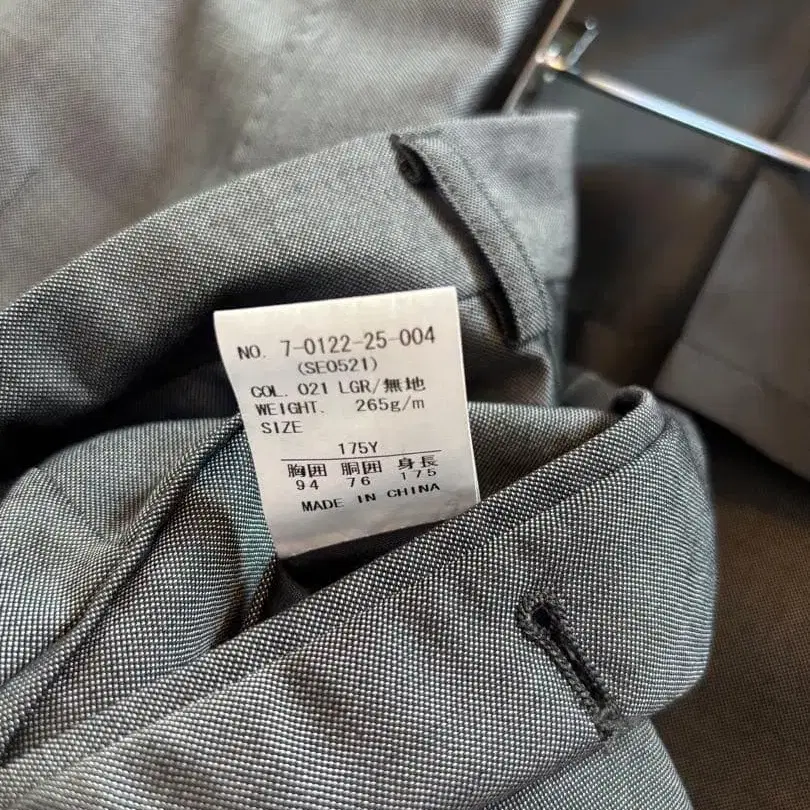 NO. 7-0122-25-004
(SE0521)
COL. 021 LGR/無地
WEIGHT. 265g/m
SIZE
175Y
胸囲 胴囲 身長
94 76 175
MADE IN CHINA